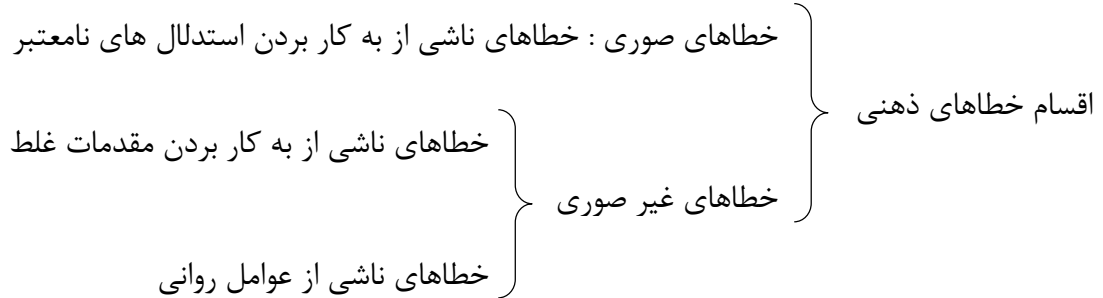 اقسام خطاهای ذهنی
خطاهای صوری : خطاهای ناشی از به کار بردن استدلال های نامعتبر
خطاهای غیر صوری
خطاهای ناشی از به کار بردن مقدمات غلط
خطاهای ناشی از عوامل روانی